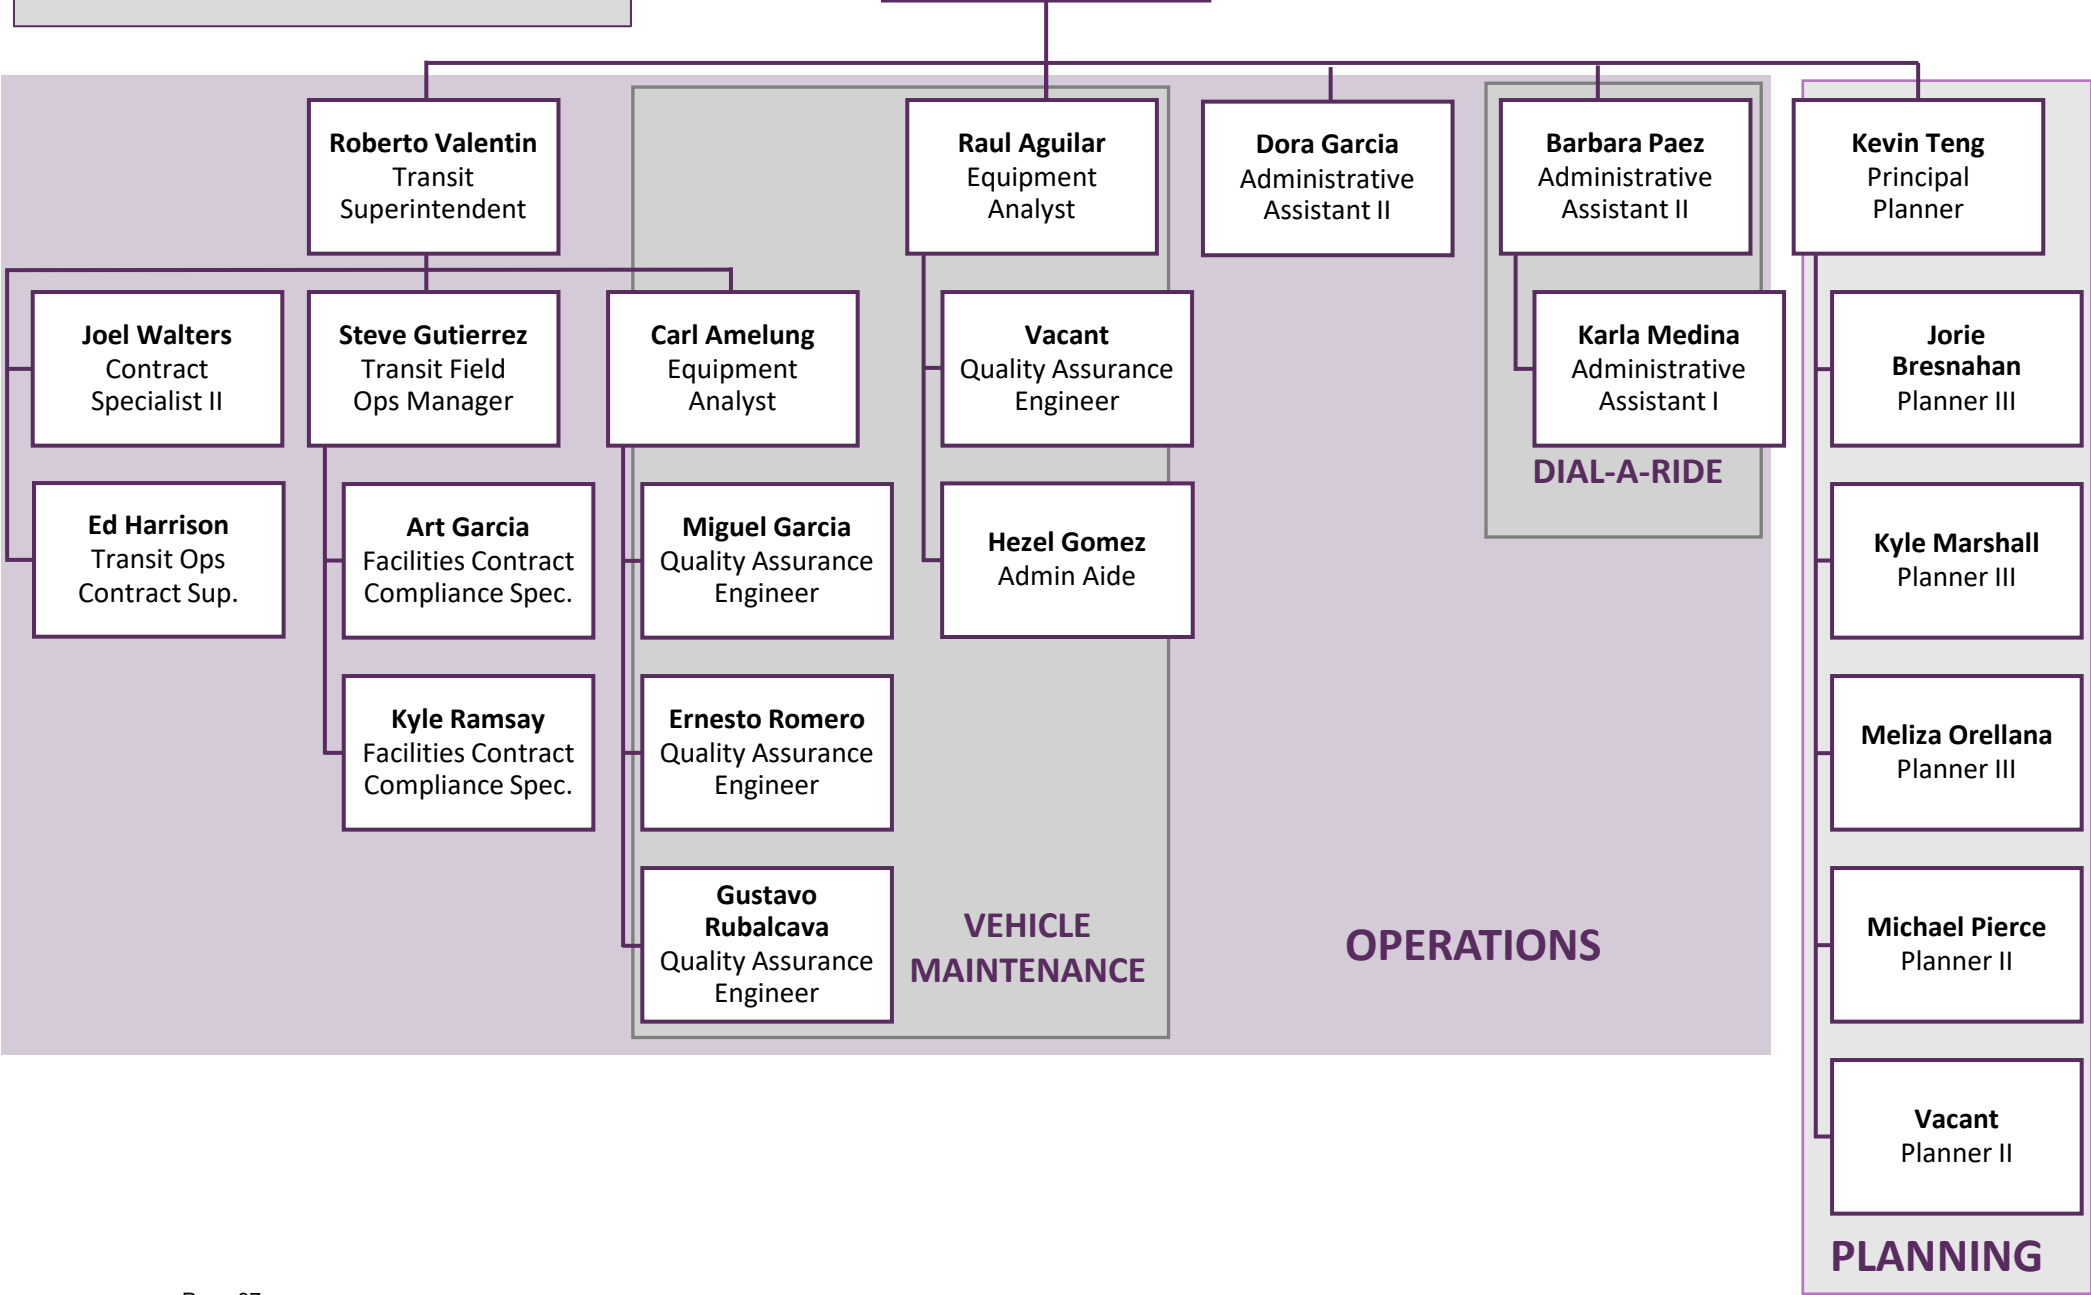 Roberto Valentin
Transit
Superintendent
Raul Aguilar
Equipment
Analyst
Dora Garcia
Administrative
Assistant II
Barbara Paez
Administrative
Assistant II
Kevin Teng
Principal
Planner
Joel Walters
Contract
Specialist II
Steve Gutierrez
Transit Field
Ops Manager
Carl Amelung
Equipment
Analyst
Vacant
Quality Assurance
Engineer
Karla Medina
Administrative
Assistant I
Jorie
Bresnahan
Planner III
DIAL-A-RIDE
Ed Harrison
Transit Ops
Contract Sup.
Art Garcia
Facilities Contract
Compliance Spec.
Miguel Garcia
Quality Assurance
Engineer
Hezel Gomez
Admin Aide
Kyle Marshall
Planner III
Kyle Ramsay
Facilities Contract
Compliance Spec.
Ernesto Romero
Quality Assurance
Engineer
Meliza Orellana
Planner III
Gustavo
Rubalcava
Quality Assurance
Engineer
VEHICLE
MAINTENANCE
OPERATIONS
Michael Pierce
Planner II
Vacant
Planner II
PLANNING